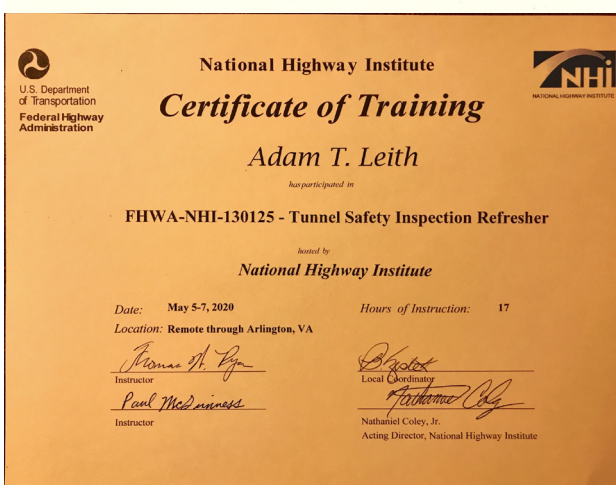 U.S. Department
of Transportation
Federal Highway
Administration
National Highway Institute
NHI
NATIONAL HIGHWAY INSTITUTE
Certificate of Training
Adam T. Leith
has participated in
FHWA-NHI-130125 - Tunnel Safety Inspection Refresher
hosted by
National Highway Institute
Date: May 5-7, 2020
Hours of Instruction: 17
Location: Remote through Arlington, VA
Instructor
Local Coordinator
Paul McGuinness
Nathaniel Coley
Instructor
Nathaniel Coley, Jr.
Acting Director, National Highway Institute